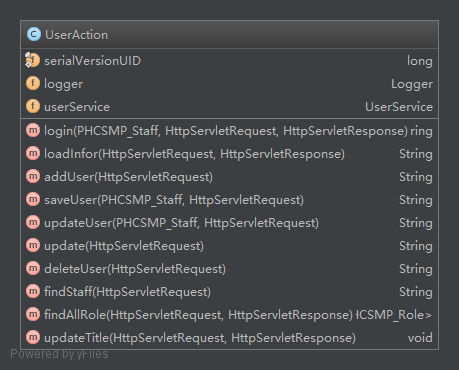 UserAction
serialVersionUID long
logger Logger
userService UserService
login(PHCSMP_Staff, HttpServletRequest, HttpServletResponse) ring
loadInfor(HttpServletRequest, HttpServletResponse) String
addUser(HttpServletRequest) String
saveUser(PHCSMP_Staff, HttpServletRequest) String
updateUser(PHCSMP_Staff, HttpServletRequest) String
update(HttpServletRequest) String
deleteUser(HttpServletRequest) String
findStaff(HttpServletRequest) String
findAllRole(HttpServletRequest, HttpServletResponse) HCSMP_Role>
updateTitle(HttpServletRequest, HttpServletResponse) void
Powered by yFiles